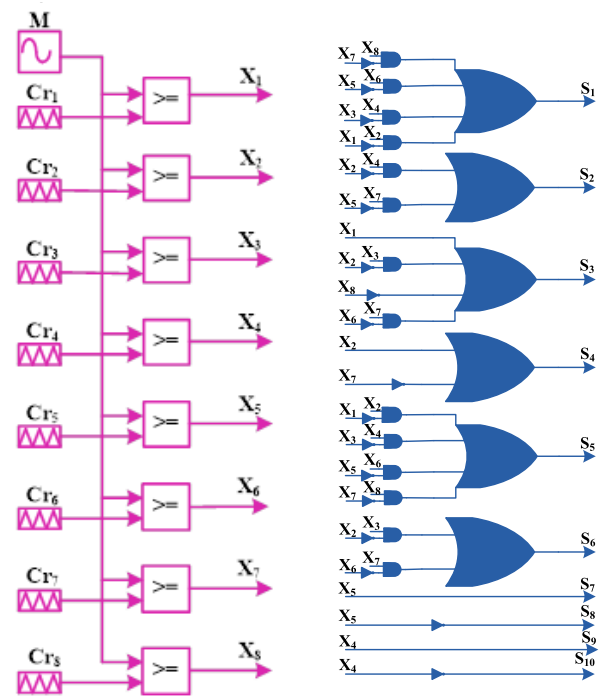 M
Cr₁
>=
X₁
Cr₂
>=
X₂
Cr₃
>=
X₃
Cr₄
>=
X₄
Cr₅
>=
X₅
Cr₆
>=
X₆
Cr₇
>=
X₇
Cr₈
>=
X₈
X₇ X₈
X₅ X₆
X₃ X₄
X₁ X₂
S₁
X₂ X₄
X₅ X₇
S₂
X₁
X₂ X₃
X₈
X₆ X₇
S₃
X₂
X₇
S₄
X₁ X₂
X₃ X₄
X₅ X₆
X₇ X₈
S₅
X₂ X₃
X₆ X₇
S₆
X₅ S₇
X₅ S₈
X₄ S₉
X₄ S₁₀